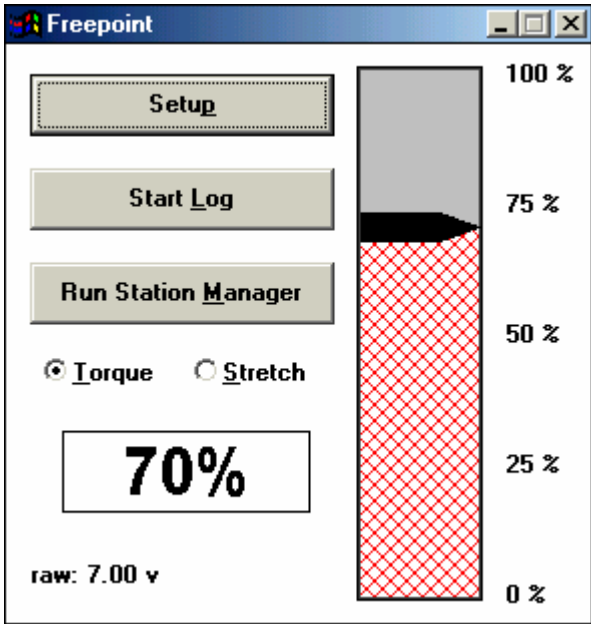 Freepoint
Setup
Start Log
Run Station Manager
Torque Stretch
70%
raw: 7.00 v
100 %
75 %
50 %
25 %
0 %